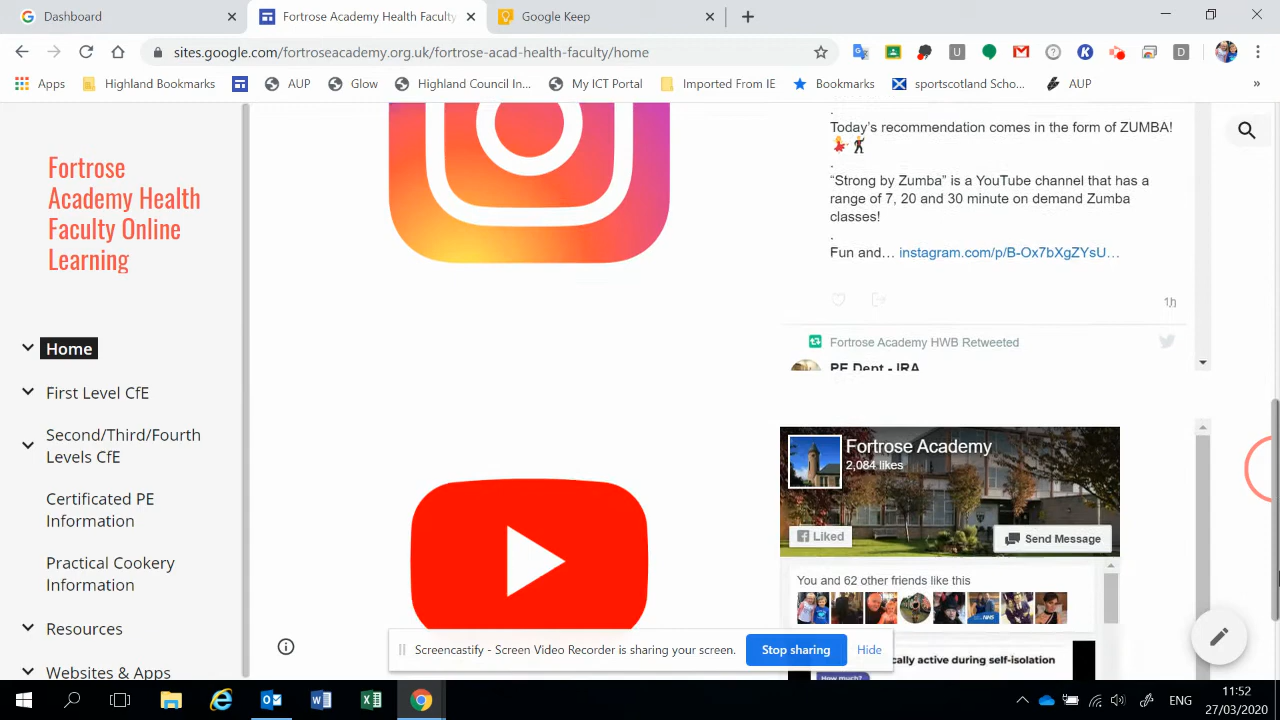 Dashboard
Fortrose Academy Health Faculty
Google Keep
sites.google.com/fortroseacademy.org.uk/fortrose-acad-health-faculty/home
Apps
Highland Bookmarks
AUP
Glow
Highland Council In...
My ICT Portal
Imported From IE
Bookmarks
sportscotland Scho...
AUP
Fortrose
Academy Health
Faculty Online
Learning
Home
First Level CfE
Second/Third/Fourth
Levels CfE
Certificated PE
Information
Practical Cookery
Information
Resources
Websites & Apps
.
Today's recommendation comes in the form of ZUMBA!
💃🕺
.
“Strong by Zumba” is a YouTube channel that has a
range of 7, 20 and 30 minute on demand Zumba
classes!
.
Fun and… instagram.com/p/B-Ox7bXgZYsU…
1h
Fortrose Academy HWB Retweeted
PE Dept - IRA
Fortrose Academy
2,084 likes
Liked
Send Message
You and 62 other friends like this
cally active during self-isolation
How much?
Screencastify - Screen Video Recorder is sharing your screen.
Stop sharing
Hide
ENG
11:52
27/03/2020